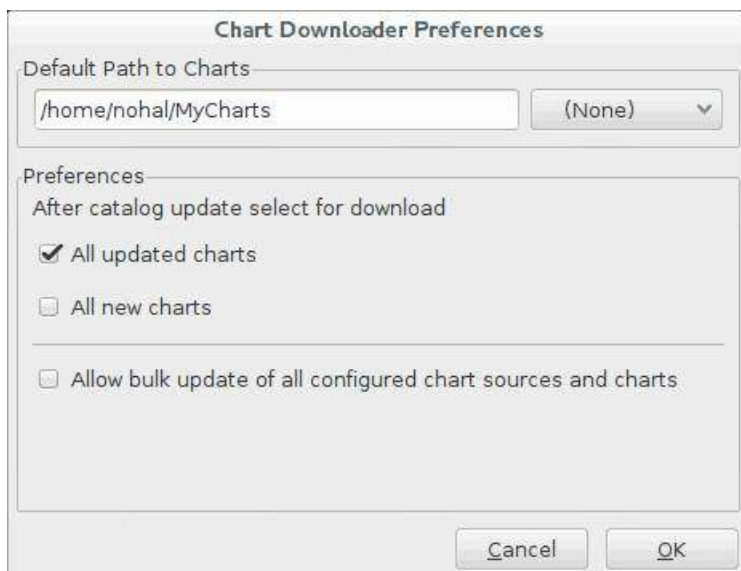 Chart Downloader Preferences
Default Path to Charts
/home/nohal/MyCharts
(None)
Preferences
After catalog update select for download
All updated charts
All new charts
Allow bulk update of all configured chart sources and charts
Cancel
OK